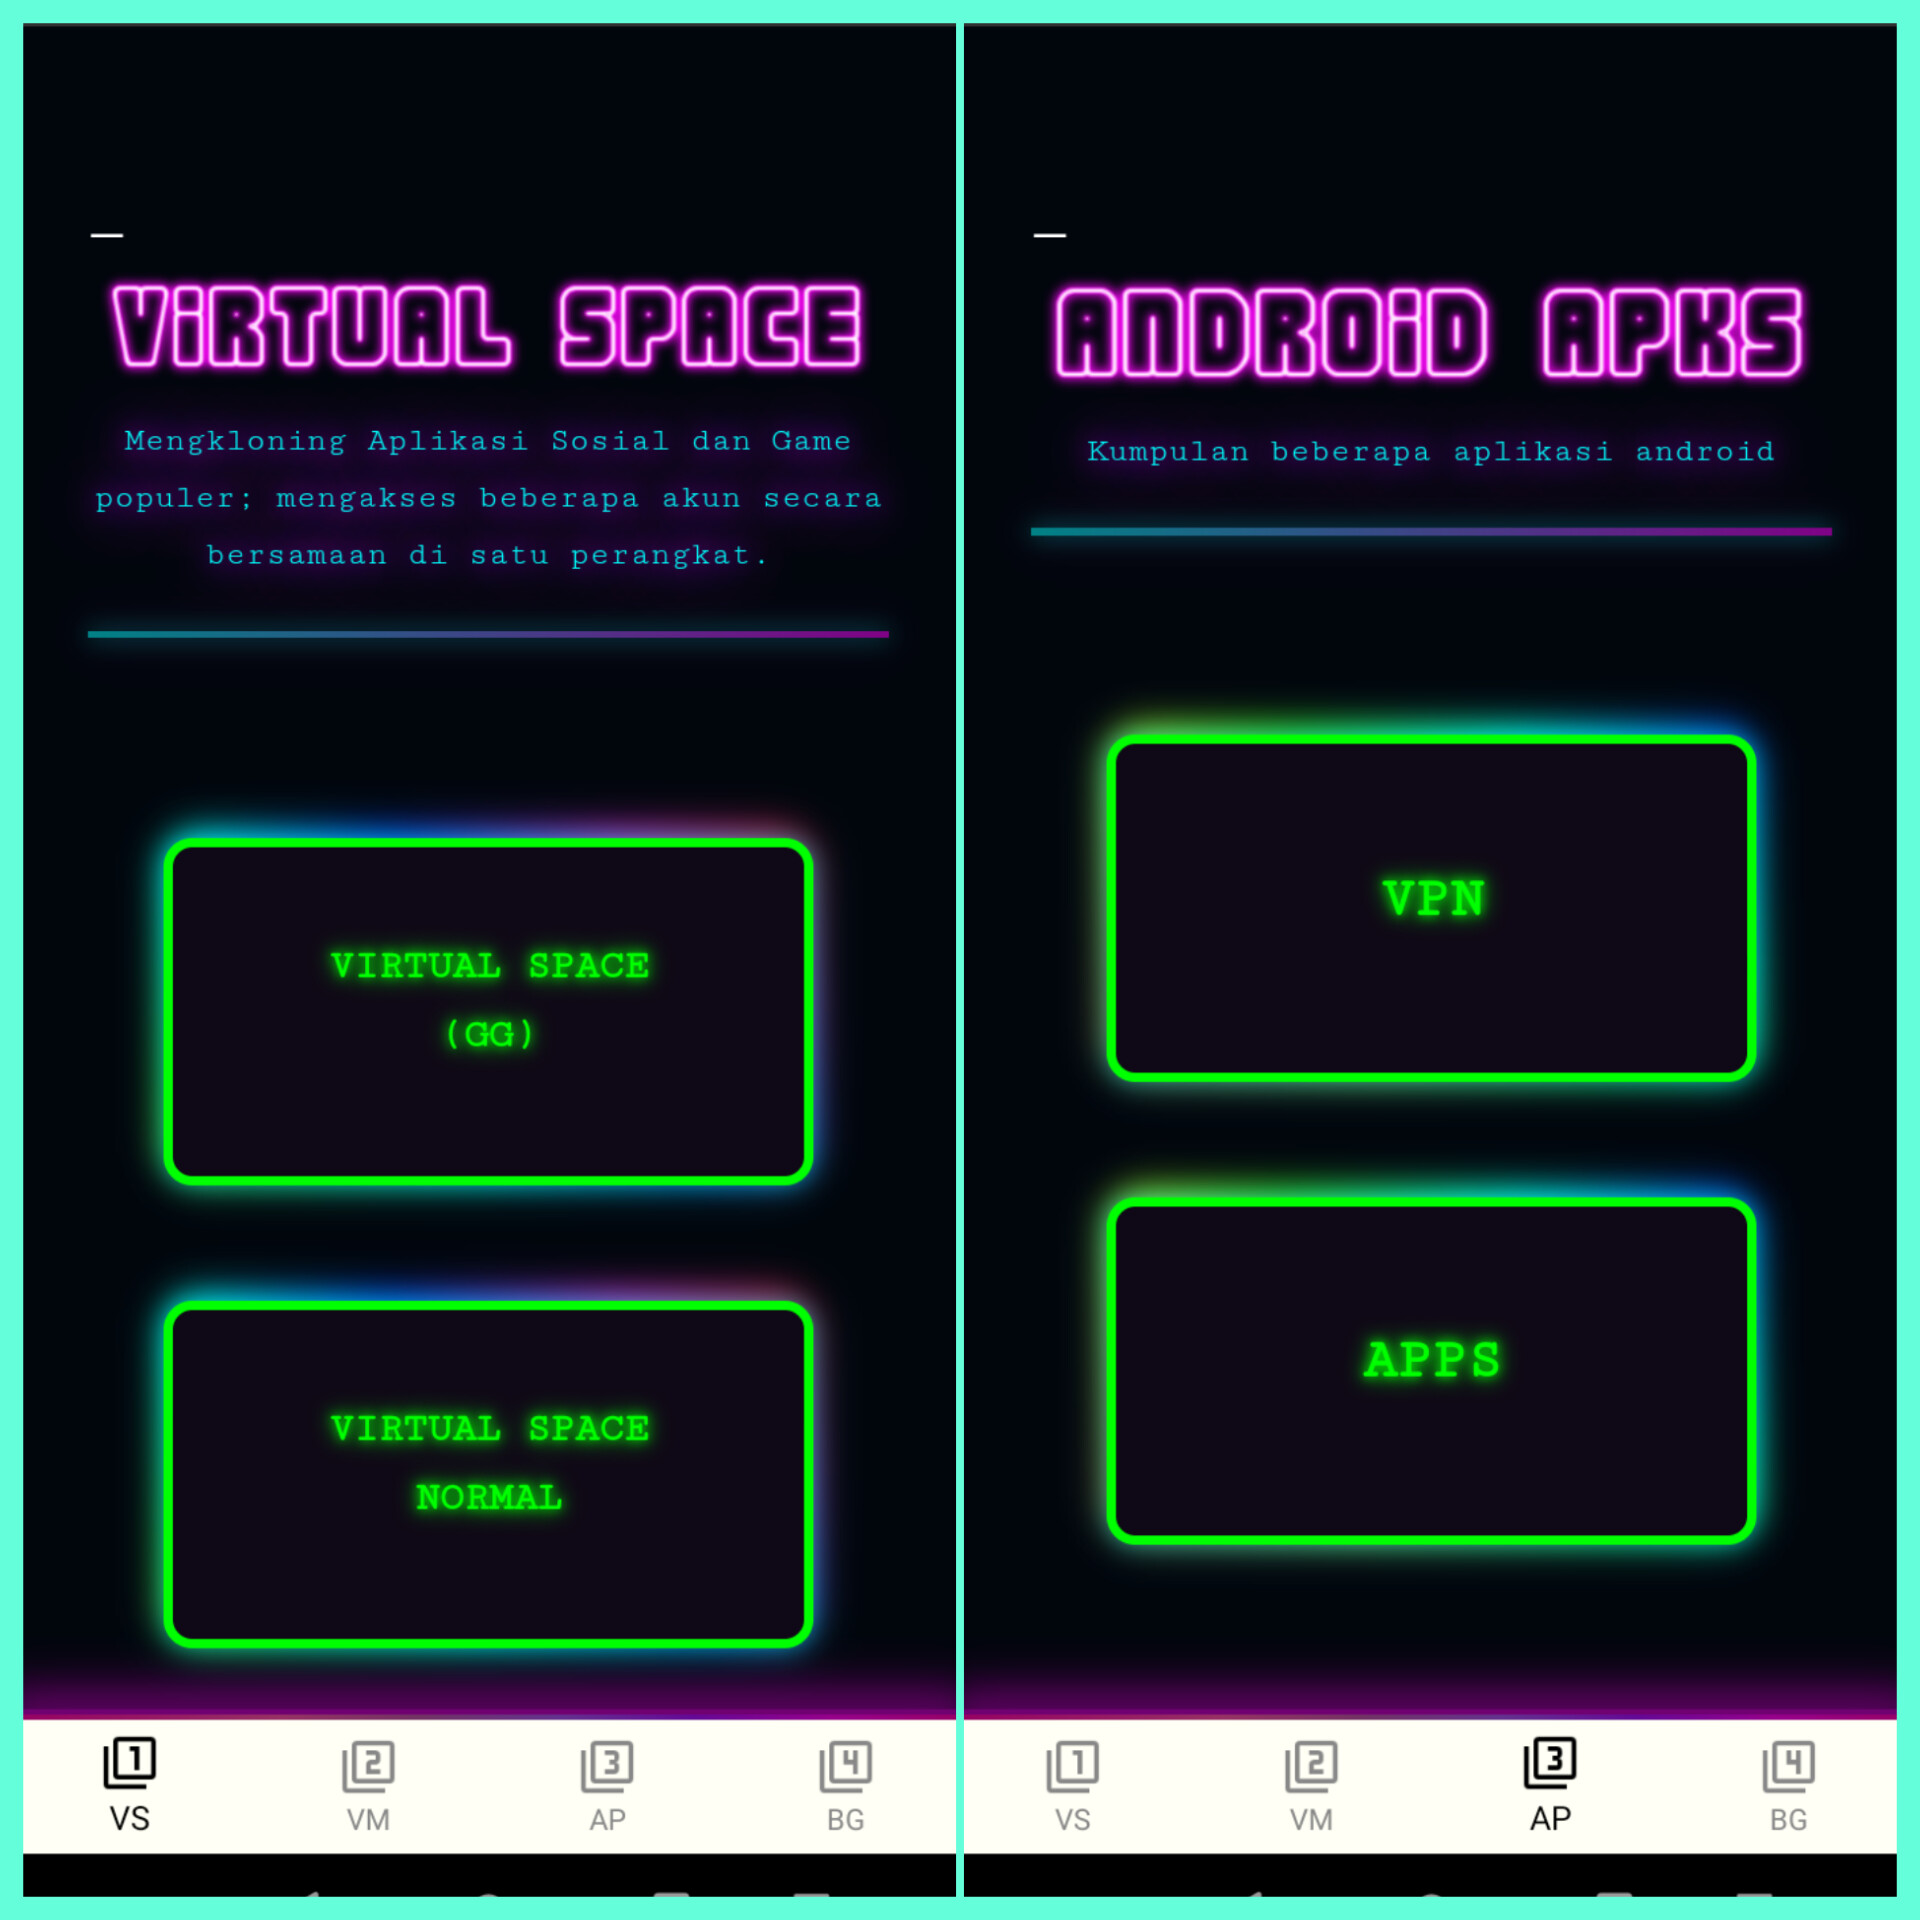 ViRTUAL SPACE
Mengkloning Aplikasi Sosial dan Game
populer; mengakses beberapa akun secara
bersamaan di satu perangkat.
VIRTUAL SPACE
(GG)
VIRTUAL SPACE
NORMAL
1
2
3
4
VS
VM
AP
BG
ANDROiD APKS
Kumpulan beberapa aplikasi android
VPN
APPS
1
2
3
4
VS
VM
AP
BG